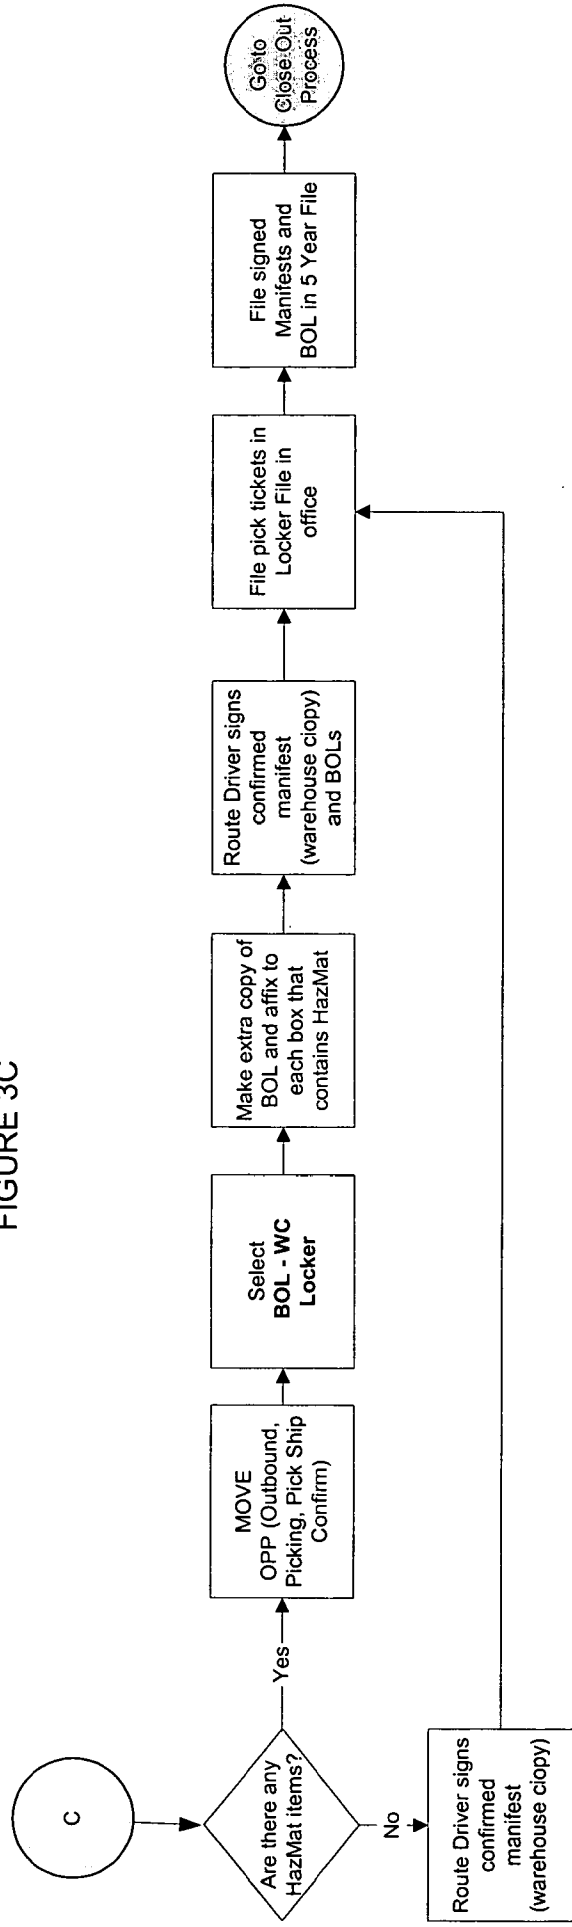 FIGURE 3C
C
Are there any
HazMat items?
Yes
MOVE
OPP (Outbound,
Picking, Pick Ship
Confirm)
Select
BOL - WC
Locker
Make extra copy of
BOL and affix to
each box that
contains HazMat
Route Driver signs
confirmed
manifest
(warehouse ciopy)
and BOLs
File pick tickets in
Locker File in
office
File signed
Manifests and
BOL in 5 Year File
Go to
Close Out
Process
No
Route Driver signs
confirmed
manifest
(warehouse ciopy)